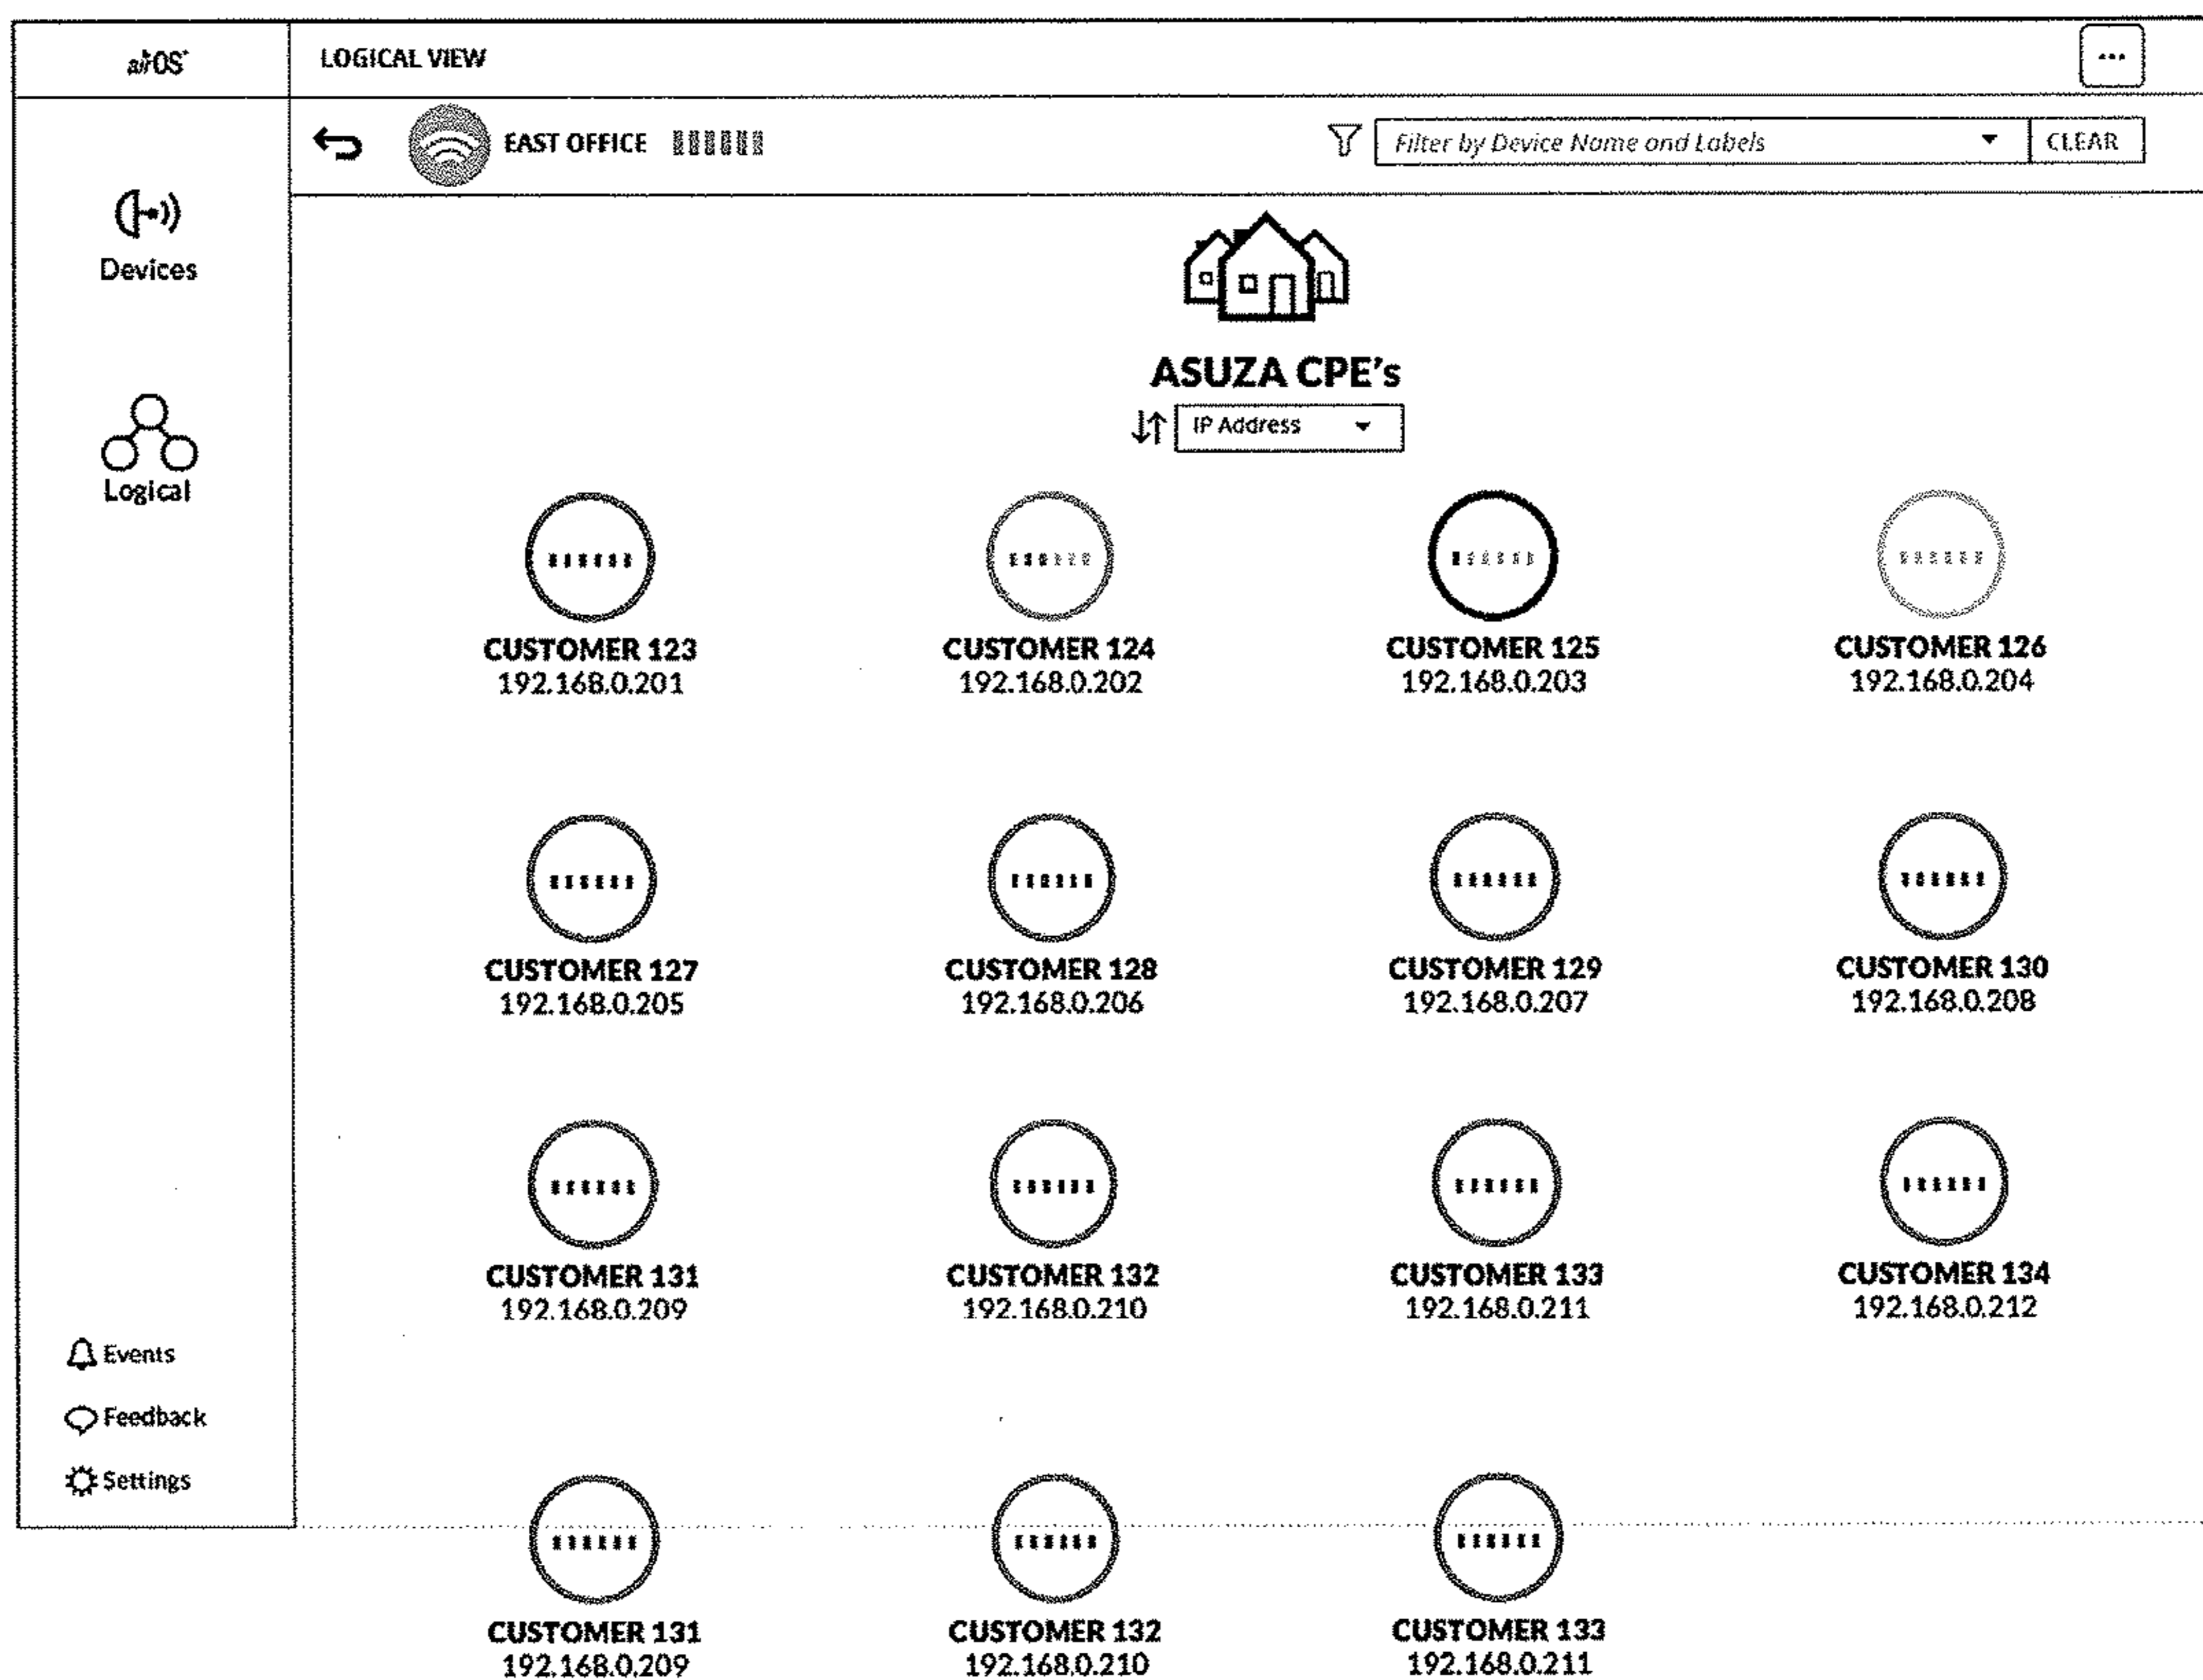 airOS+
LOGICAL VIEW
...
EAST OFFICE
Filter by Device Name and Labels
CLEAR
Devices
Logical
ASUZA CPE's
IP Address
CUSTOMER 123
192.168.0.201
CUSTOMER 124
192.168.0.202
CUSTOMER 125
192.168.0.203
CUSTOMER 126
192.168.0.204
CUSTOMER 127
192.168.0.205
CUSTOMER 128
192.168.0.206
CUSTOMER 129
192.168.0.207
CUSTOMER 130
192.168.0.208
CUSTOMER 131
192.168.0.209
CUSTOMER 132
192.168.0.210
CUSTOMER 133
192.168.0.211
CUSTOMER 134
192.168.0.212
Events
Feedback
Settings
CUSTOMER 131
192.168.0.209
CUSTOMER 132
192.168.0.210
CUSTOMER 133
192.168.0.211